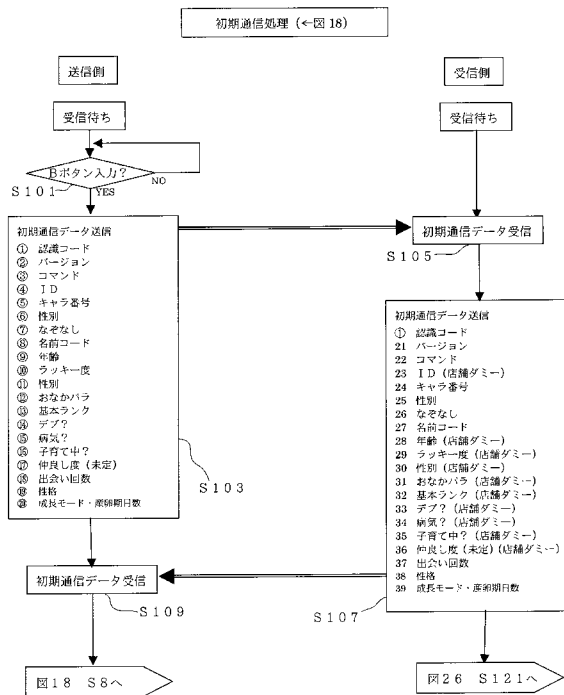 初期通信処理(←図18)
送信側
受信側
受信待ち
受信待ち
Bボタン入力?
NO
YES
S101
初期通信データ送信
① 認識コード
② バージョン
③ コマンド
④ ID
⑤ キャラ番号
⑥ 性別
⑦ なぞなし
⑧ 名前コード
⑨ 年齢
⑩ ラッキー度
⑪ 性別
⑫ おなかパラ
⑬ 基本ランク
⑭ デブ?
⑮ 病気?
⑯ 子育て中?
⑰ 仲良し度(未定)
⑱ 出会い回数
⑲ 性格
⑳ 成長モード・産卵期日数
S103
初期通信データ受信
S105
初期通信データ送信
① 認識コード
21 バージョン
22 コマンド
23 ID(店舗ダミー)
24 キャラ番号
25 性別
26 なぞなし
27 名前コード
28 年齢(店舗ダミー)
29 ラッキー度(店舗ダミー)
30 性別(店舗ダミー)
31 おなかパラ(店舗ダミー)
32 基本ランク(店舗ダミー)
33 デブ?(店舗ダミー)
34 病気?(店舗ダミー)
35 子育て中?(店舗ダミー)
36 仲良し度(未定)(店舗ダミー)
37 出会い回数
38 性格
39 成長モード・産卵期日数
S107
初期通信データ受信
S109
図18 S8へ
図26 S121へ